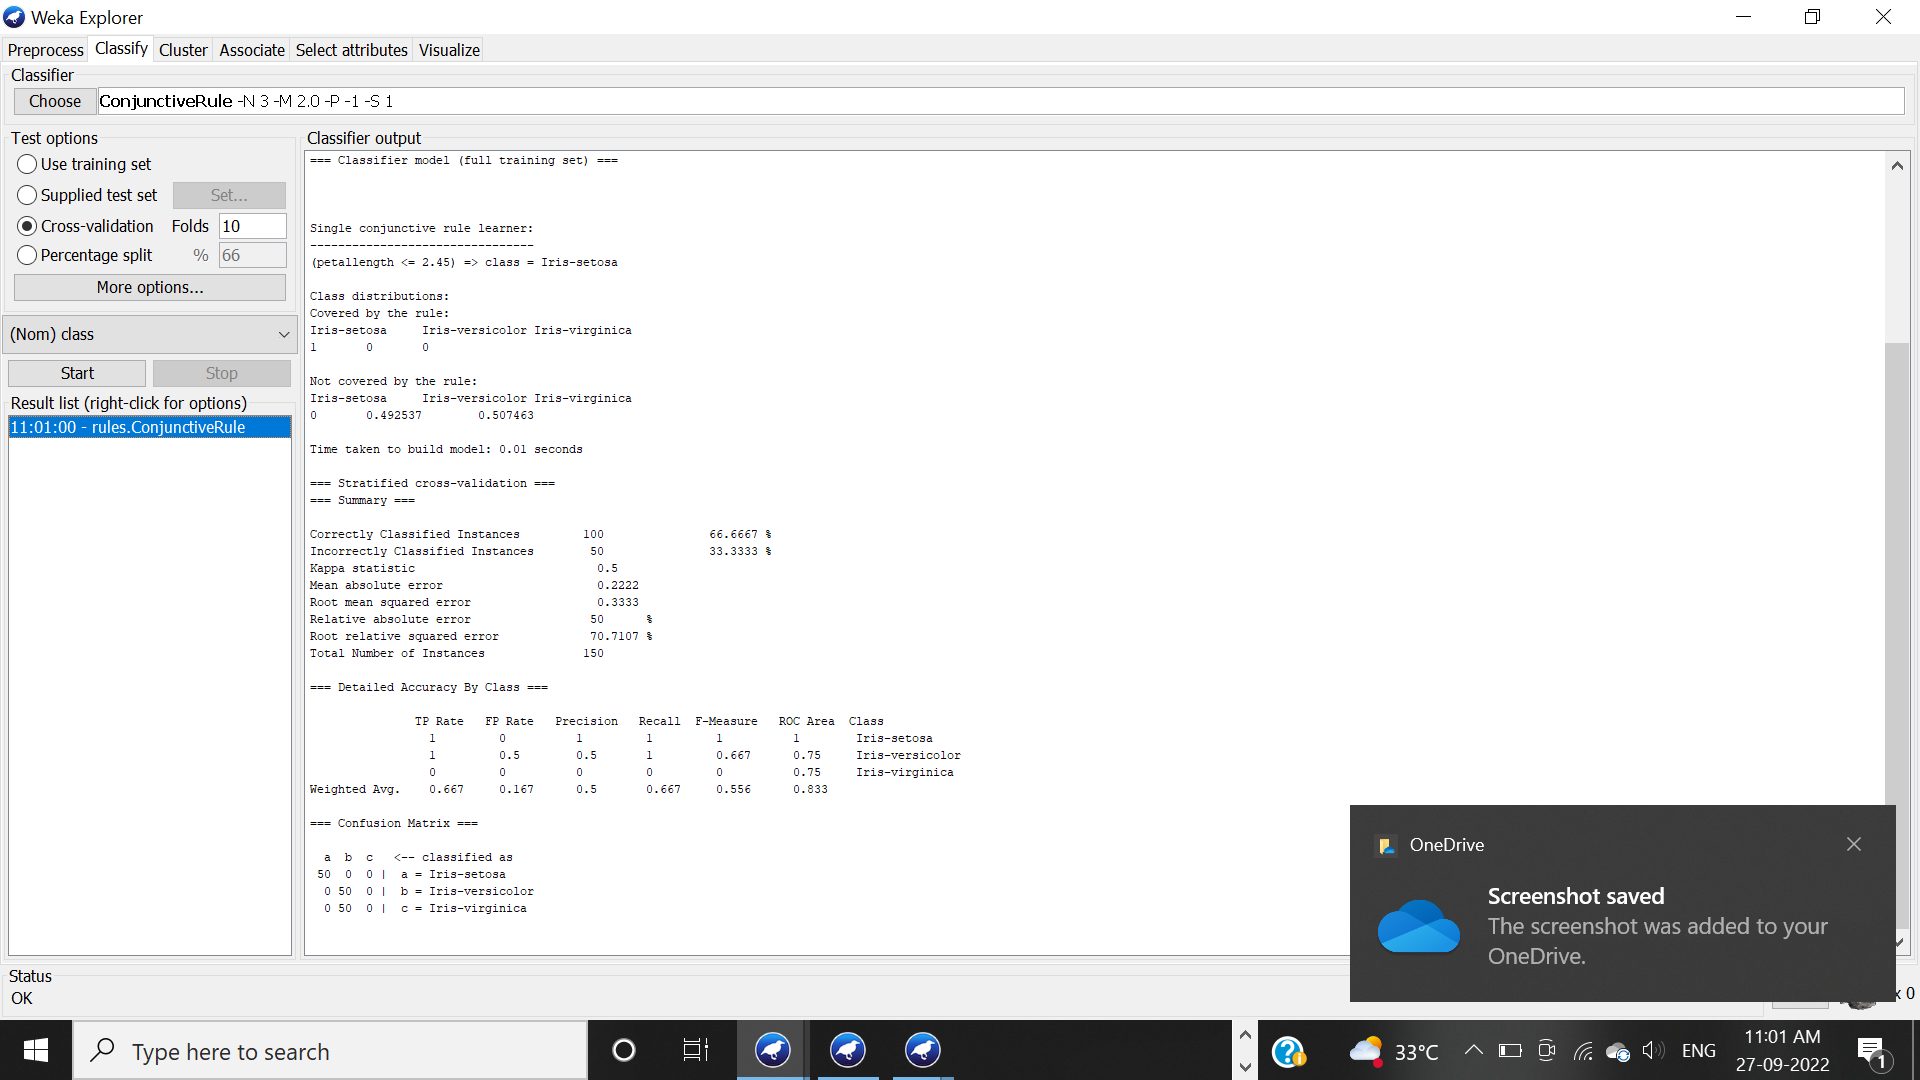 Weka Explorer
Preprocess Classify Cluster Associate Select attributes Visualize
Classifier
Choose ConjunctiveRule -N 3 -M 2.0 -P -1 -S 1
Test options
Use training set
Supplied test set Set...
Cross-validation Folds 10
Percentage split % 66
More options...
(Nom) class
Start Stop
Result list (right-click for options)
11:01:00 - rules.ConjunctiveRule
Classifier output
=== Classifier model (full training set) ===
Single conjunctive rule learner:
--------------------------------
(petallength <= 2.45) => class = Iris-setosa
Class distributions:
Covered by the rule:
Iris-setosa Iris-versicolor Iris-virginica
1 0 0
Not covered by the rule:
Iris-setosa Iris-versicolor Iris-virginica
0 0.492537 0.507463
Time taken to build model: 0.01 seconds
=== Stratified cross-validation ===
=== Summary ===
Correctly Classified Instances 100 66.6667 %
Incorrectly Classified Instances 50 33.3333 %
Kappa statistic 0.5
Mean absolute error 0.2222
Root mean squared error 0.3333
Relative absolute error 50 %
Root relative squared error 70.7107 %
Total Number of Instances 150
=== Detailed Accuracy By Class ===
TP Rate FP Rate Precision Recall F-Measure ROC Area Class
1 0 1 1 1 1 Iris-setosa
1 0.5 0.5 1 0.667 0.75 Iris-versicolor
0 0 0 0 0 0.75 Iris-virginica
Weighted Avg. 0.667 0.167 0.5 0.667 0.556 0.833
=== Confusion Matrix ===
a b c <-- classified as
50 0 0 | a = Iris-setosa
0 50 0 | b = Iris-versicolor
0 50 0 | c = Iris-virginica
OneDrive
Screenshot saved
The screenshot was added to your
OneDrive.
Status
OK
x 0
Type here to search
33°C
ENG
11:01 AM
27-09-2022
1